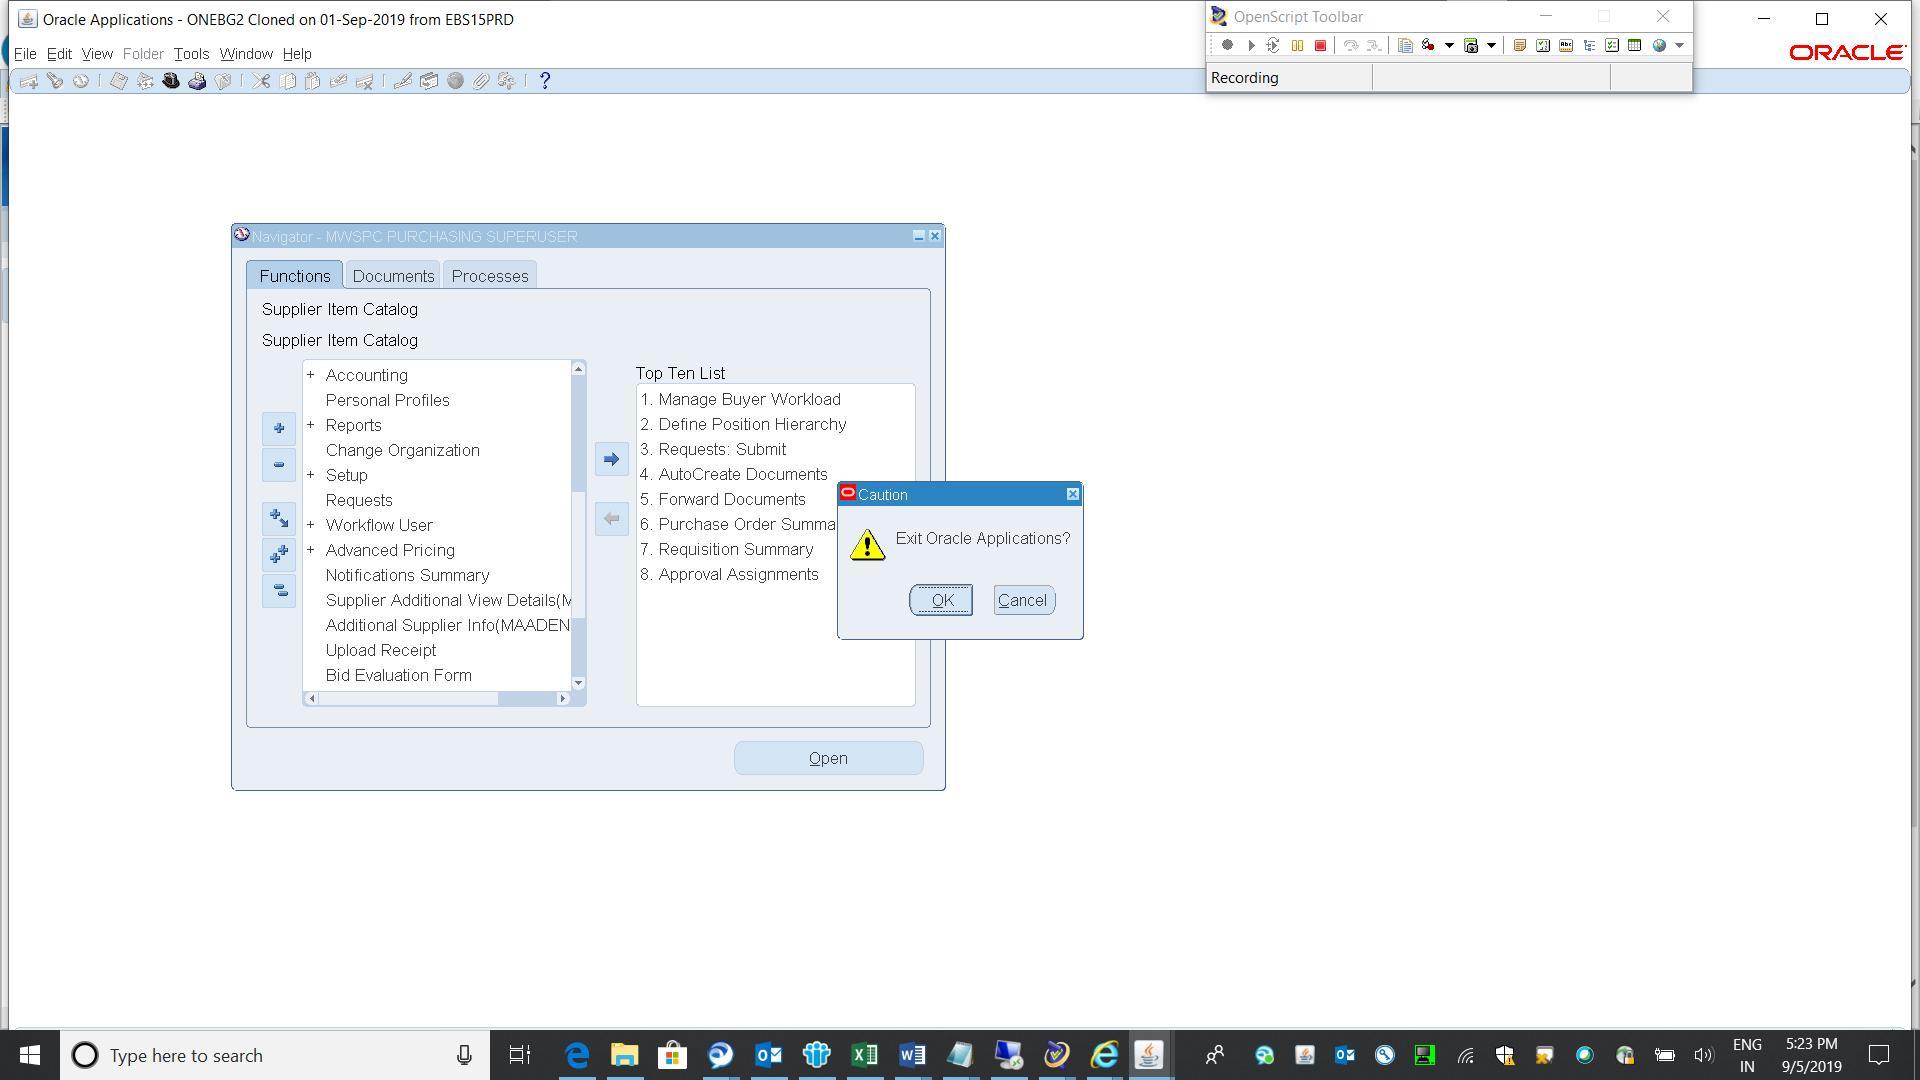 Oracle Applications - ONEBG2 Cloned on 01-Sep-2019 from EBS15PRD
OpenScript Toolbar
File Edit View Folder Tools Window Help
ORACLE
Recording
Navigator - MWSPC PURCHASING SUPERUSER
Functions Documents Processes
Supplier Item Catalog
Supplier Item Catalog
+ Accounting
Personal Profiles
+ Reports
Change Organization
+ Setup
Requests
+ Workflow User
+ Advanced Pricing
Notifications Summary
Supplier Additional View Details(M
Additional Supplier Info(MAADEN
Upload Receipt
Bid Evaluation Form
Top Ten List
1. Manage Buyer Workload
2. Define Position Hierarchy
3. Requests: Submit
4. AutoCreate Documents
5. Forward Documents
6. Purchase Order Summa
7. Requisition Summary
8. Approval Assignments
Caution
Exit Oracle Applications?
OK Cancel
Open
Type here to search
ENG
IN
5:23 PM
9/5/2019